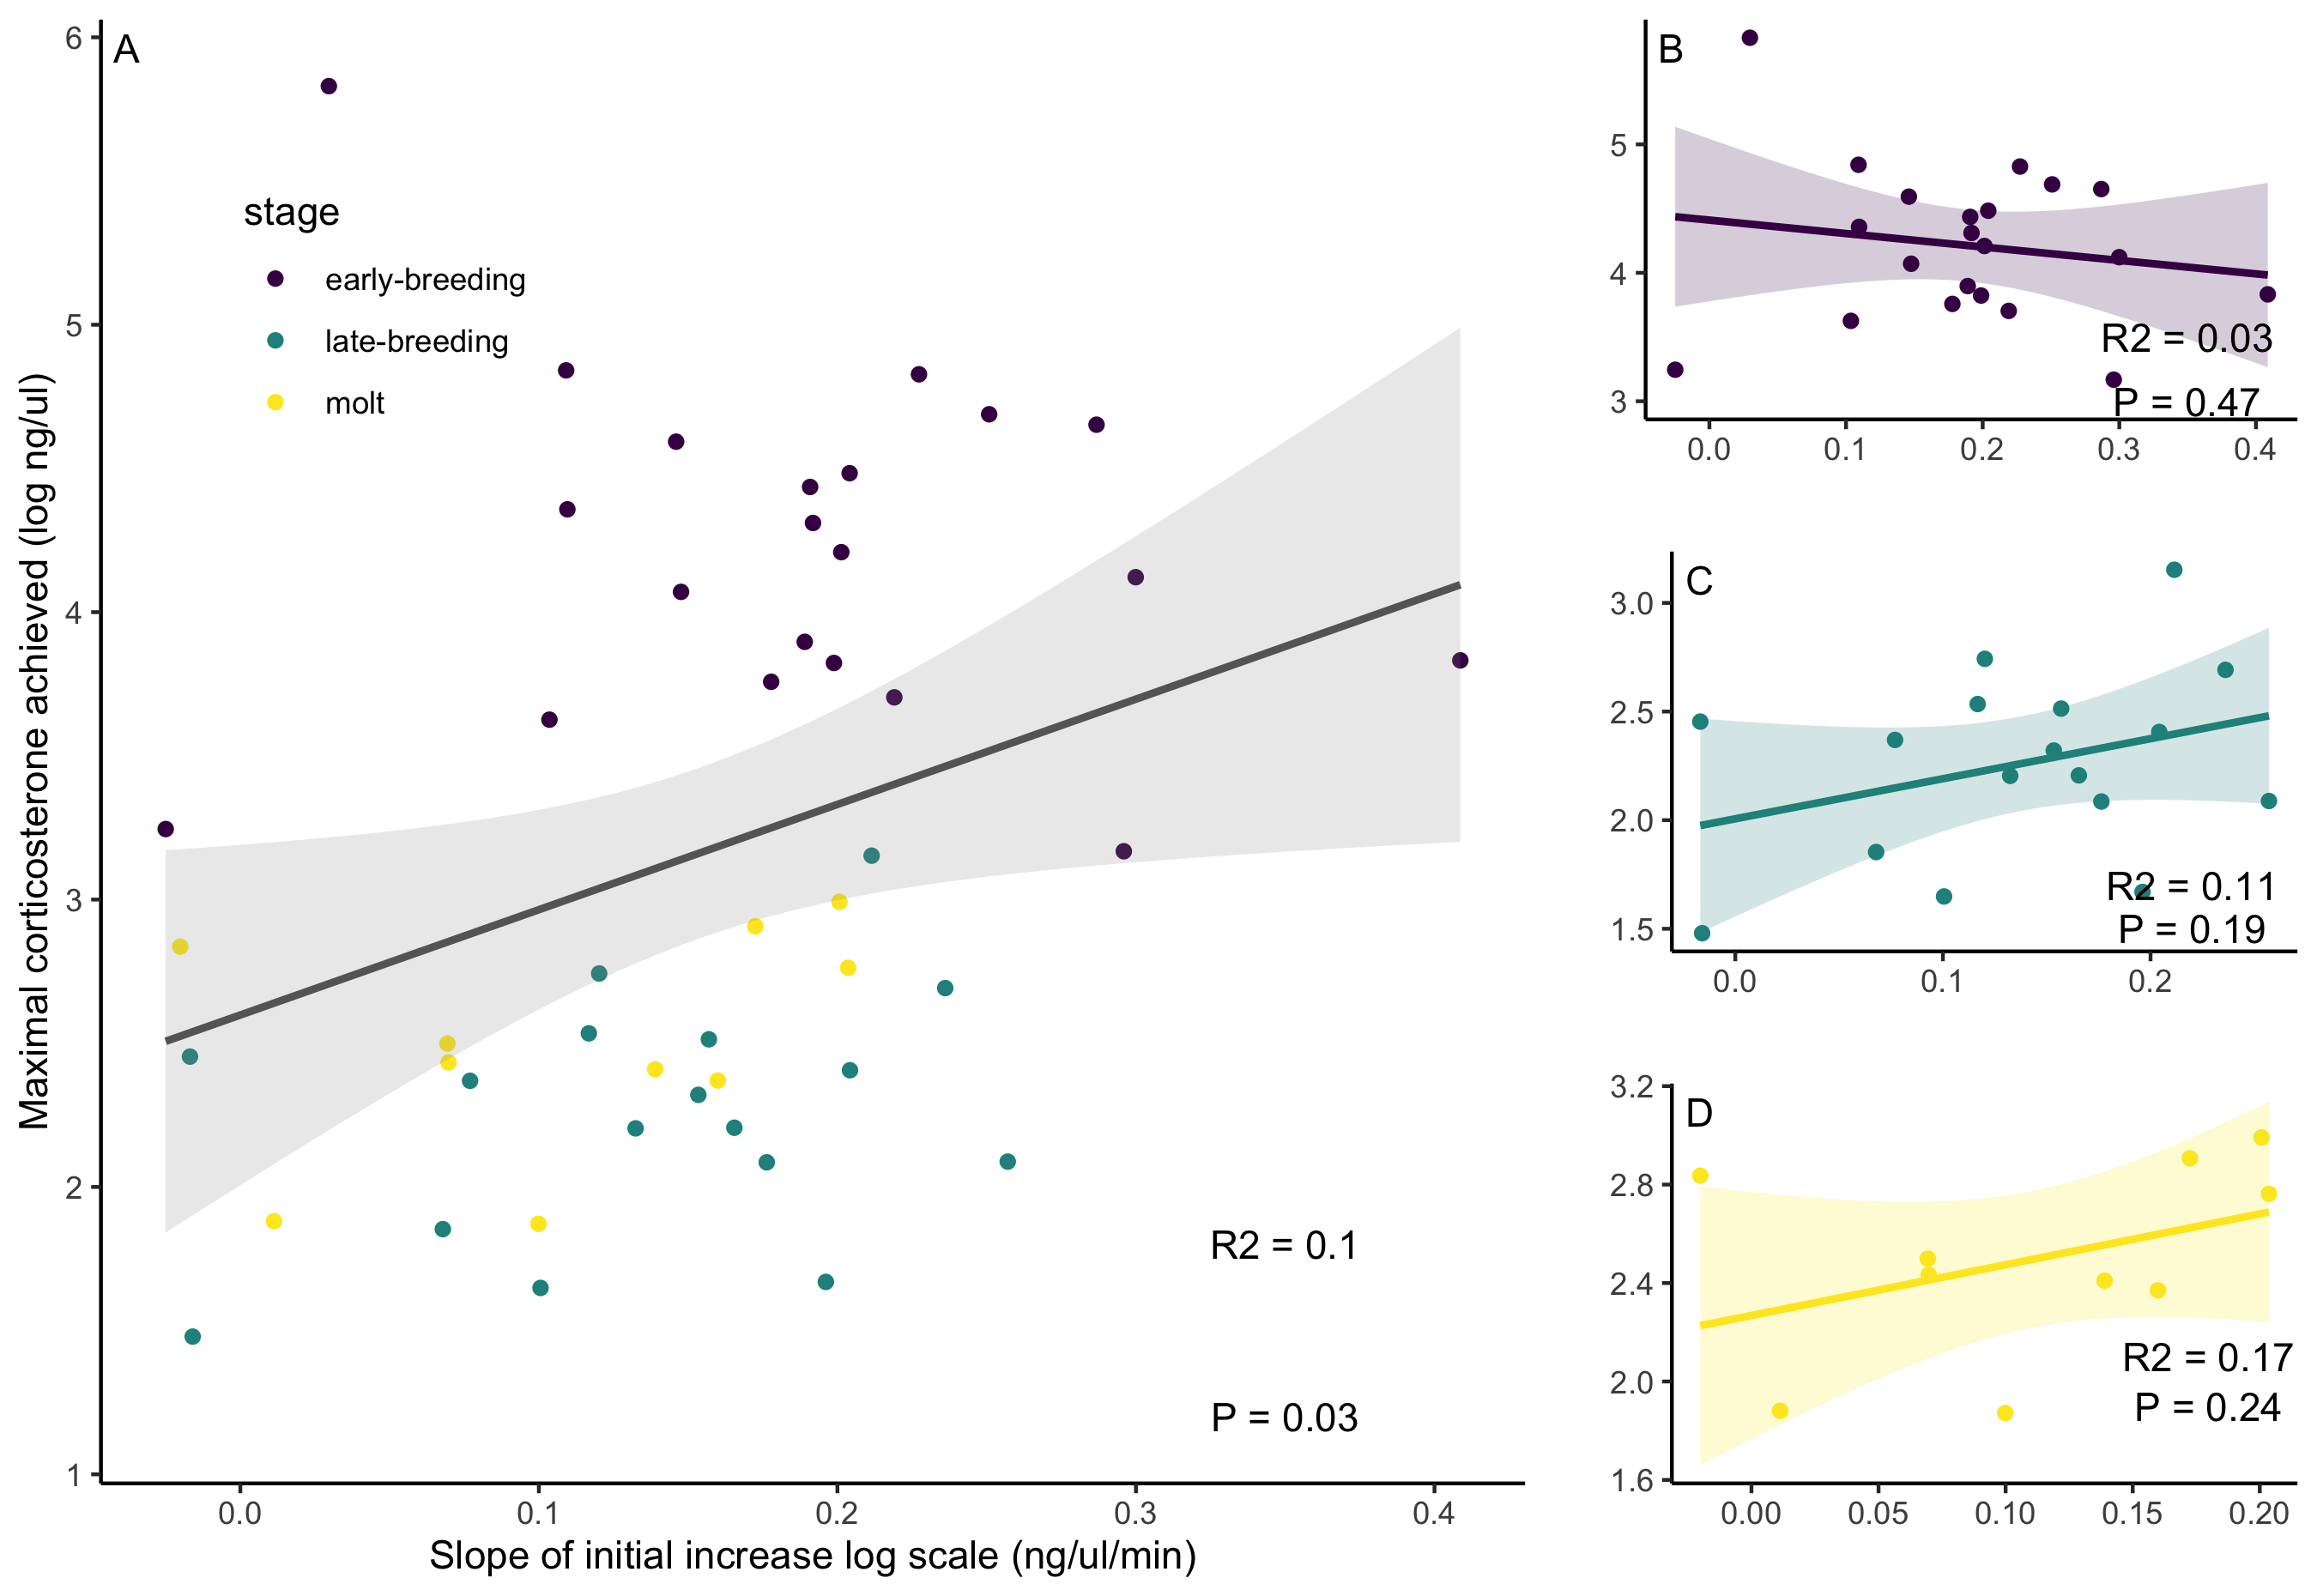 A
6
5
4
3
2
1
Maximal corticosterone achieved (log ng/ul)
stage
early-breeding
late-breeding
molt
R2 = 0.1
P = 0.03
0.0 0.1 0.2 0.3 0.4
Slope of initial increase log scale (ng/ul/min)
B
5
4
3
R2 = 0.03
P = 0.47
0.0 0.1 0.2 0.3 0.4
C
3.0
2.5
2.0
1.5
R2 = 0.11
P = 0.19
0.0 0.1 0.2
D
3.2
2.8
2.4
2.0
1.6
R2 = 0.17
P = 0.24
0.00 0.05 0.10 0.15 0.20